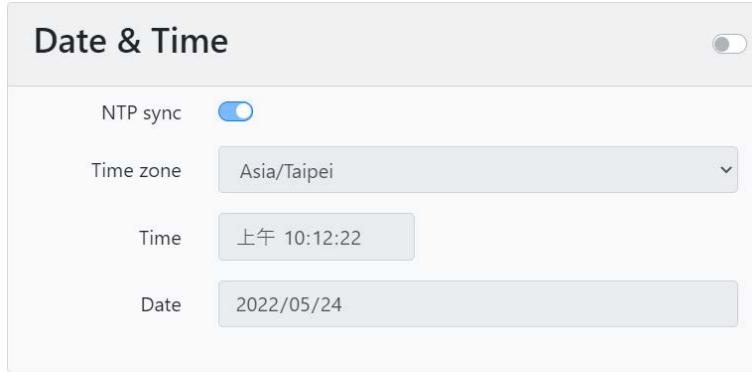 Date & Time
NTP sync
Time zone Asia/Taipei
Time 上午 10:12:22
Date 2022/05/24